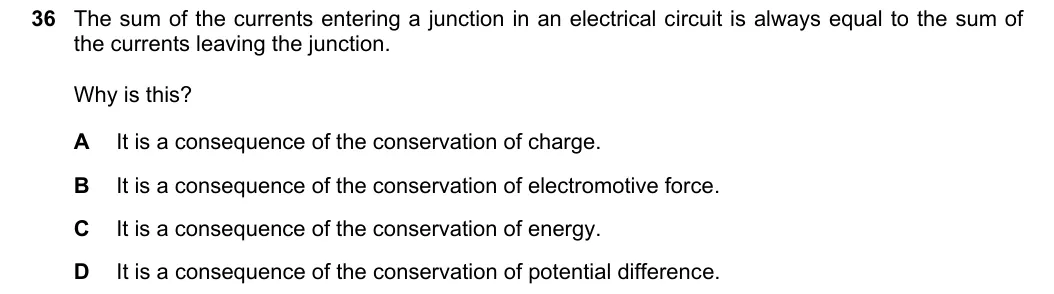 36 The sum of the currents entering a junction in an electrical circuit is always equal to the sum of
the currents leaving the junction.
Why is this?
A It is a consequence of the conservation of charge.
B It is a consequence of the conservation of electromotive force.
C It is a consequence of the conservation of energy.
D It is a consequence of the conservation of potential difference.